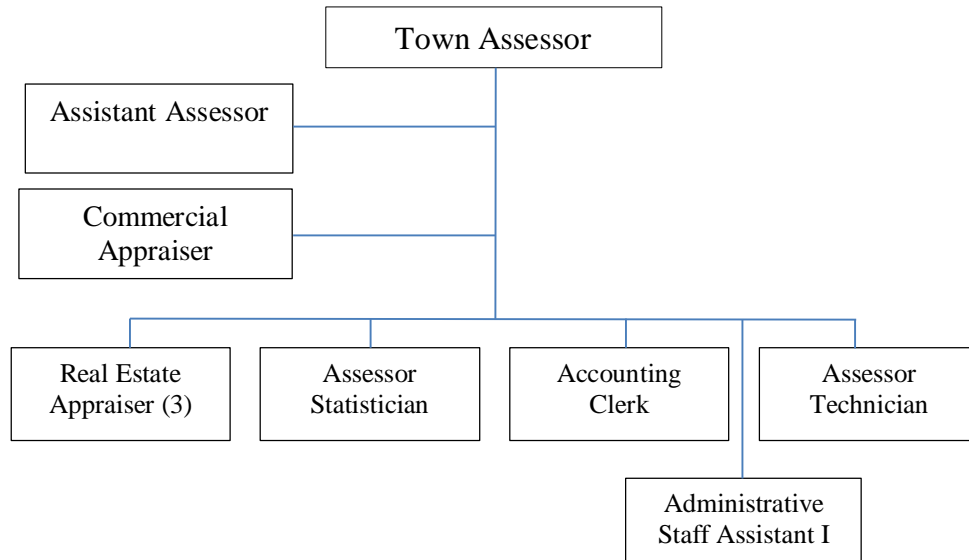 Town Assessor
Assistant Assessor
Commercial
Appraiser
Real Estate
Appraiser (3)
Assessor
Statistician
Accounting
Clerk
Assessor
Technician
Administrative
Staff Assistant I